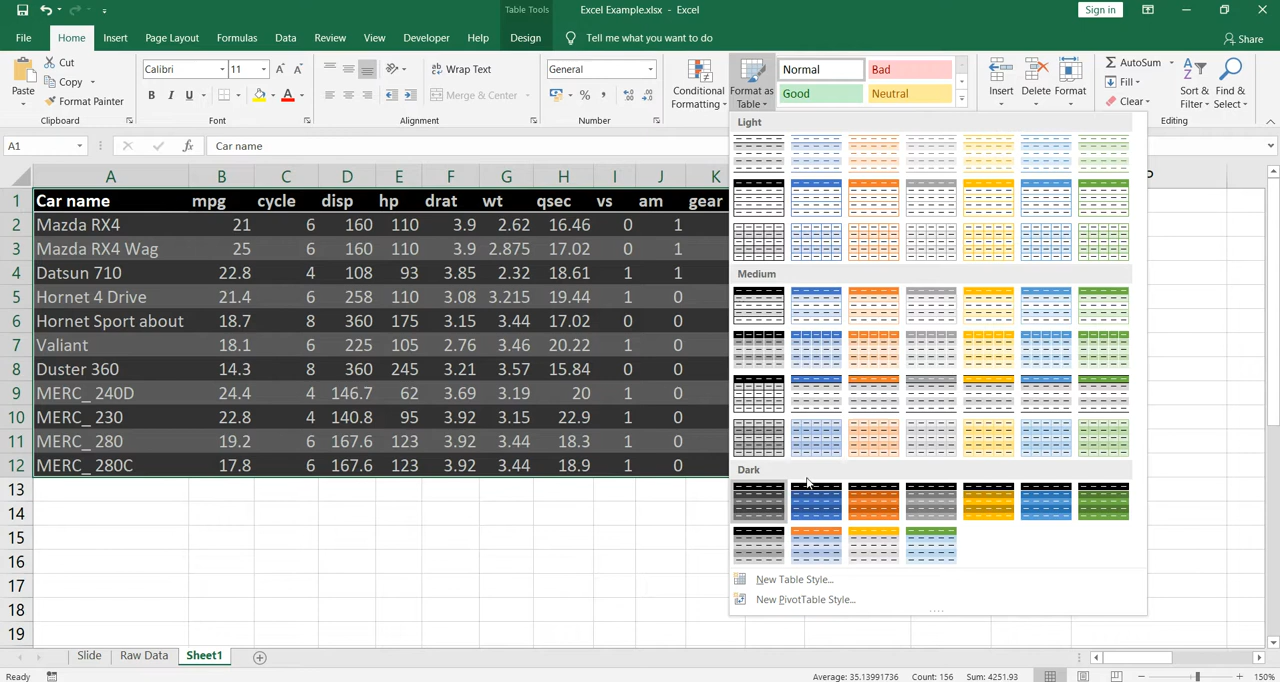 Table Tools
Excel Example.xlsx - Excel
Sign in
File Home Insert Page Layout Formulas Data Review View Developer Help Design Tell me what you want to do Share
Paste
Cut
Copy
Format Painter
Clipboard
Calibri 11
B I U
Font
Wrap Text
Merge & Center
Alignment
General
% ,
Number
Conditional Formatting
Format as Table
Normal Bad
Good Neutral
Insert Delete Format
AutoSum
Fill
Clear
Sort & Filter
Find & Select
Editing
A1 fx Car name
A B C D E F G H I J K P
1 Car name mpg cycle disp hp drat wt qsec vs am gear
2 Mazda RX4 21 6 160 110 3.9 2.62 16.46 0 1
3 Mazda RX4 Wag 25 6 160 110 3.9 2.875 17.02 0 1
4 Datsun 710 22.8 4 108 93 3.85 2.32 18.61 1 1
5 Hornet 4 Drive 21.4 6 258 110 3.08 3.215 19.44 1 0
6 Hornet Sport about 18.7 8 360 175 3.15 3.44 17.02 0 0
7 Valiant 18.1 6 225 105 2.76 3.46 20.22 1 0
8 Duster 360 14.3 8 360 245 3.21 3.57 15.84 0 0
9 MERC_ 240D 24.4 4 146.7 62 3.69 3.19 20 1 0
10 MERC_ 230 22.8 4 140.8 95 3.92 3.15 22.9 1 0
11 MERC_ 280 19.2 6 167.6 123 3.92 3.44 18.3 1 0
12 MERC_ 280C 17.8 6 167.6 123 3.92 3.44 18.9 1 0
13
14
15
16
17
18
19
Light
Medium
Dark
New Table Style...
New PivotTable Style...
Slide Raw Data Sheet1
Ready
Average: 35.13991736 Count: 156 Sum: 4251.93
150%